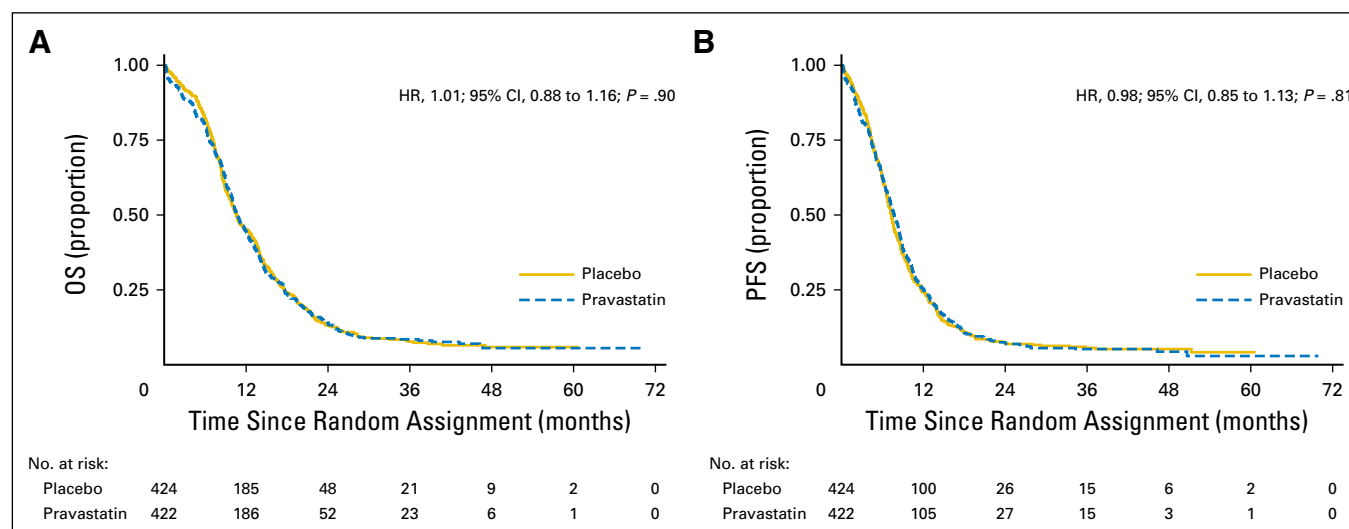 A
1.00
0.75
0.50
0.25
OS (proportion)
HR, 1.01; 95% CI, 0.88 to 1.16; P = .90
Placebo
Pravastatin
0 12 24 36 48 60 72
Time Since Random Assignment (months)
No. at risk:
Placebo 424 185 48 21 9 2 0
Pravastatin 422 186 52 23 6 1 0
B
1.00
0.75
0.50
0.25
PFS (proportion)
HR, 0.98; 95% CI, 0.85 to 1.13; P = .81
Placebo
Pravastatin
0 12 24 36 48 60 72
Time Since Random Assignment (months)
No. at risk:
Placebo 424 100 26 15 6 2 0
Pravastatin 422 105 27 15 3 1 0